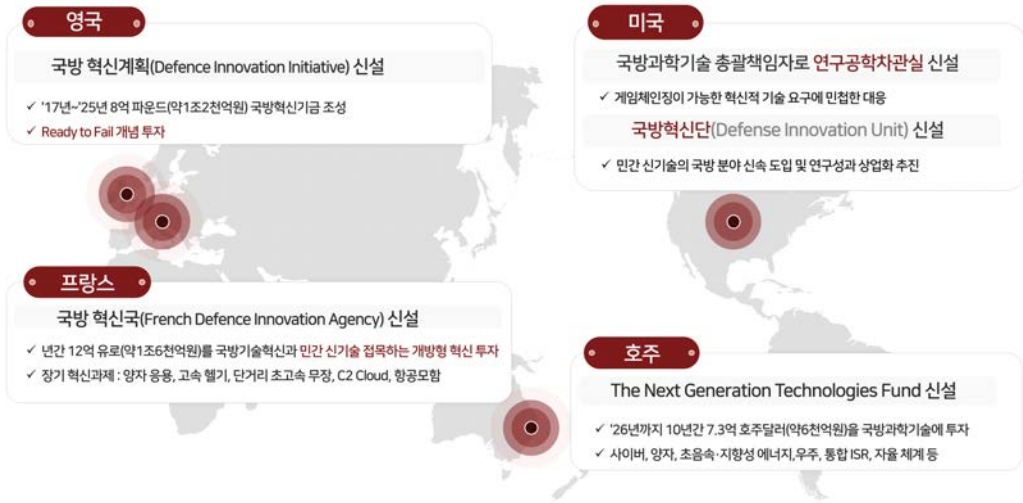 영국
국방 혁신계획(Defence Innovation Initiative) 신설
✓ '17년~'25년 8억 파운드(약1조2천억원) 국방혁신기금 조성
✓ Ready to Fail 개념 투자
미국
국방과학기술 총괄책임자로 연구공학차관실 신설
✓ 게임체인징이 가능한 혁신적 기술 요구에 민첩한 대응
국방혁신단(Defense Innovation Unit) 신설
✓ 민간 신기술의 국방 분야 신속 도입 및 연구성과 상업화 추진
프랑스
국방 혁신국(French Defence Innovation Agency) 신설
✓ 년간 12억 유로(약1조6천억원)를 국방기술혁신과 민간 신기술 접목하는 개방형 혁신 투자
✓ 장기 혁신과제 : 양자 응용, 고속 헬기, 단거리 초고속 무장, C2 Cloud, 항공모함
호주
The Next Generation Technologies Fund 신설
✓ '26년까지 10년간 7.3억 호주달러(약6천억원)을 국방과학기술에 투자
✓ 사이버, 양자, 초음속·지향성 에너지,우주, 통합 ISR, 자율 체계 등